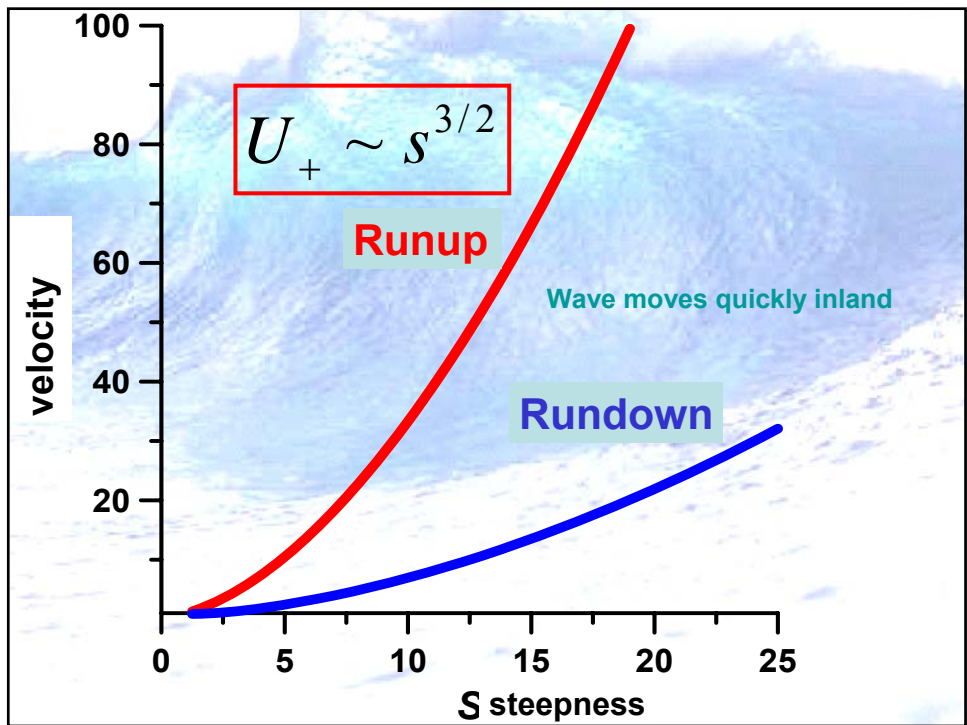 100
80
60
40
20
velocity
U₊ ~ s^{3/2}
Runup
Wave moves quickly inland
Rundown
0 5 10 15 20 25
S steepness